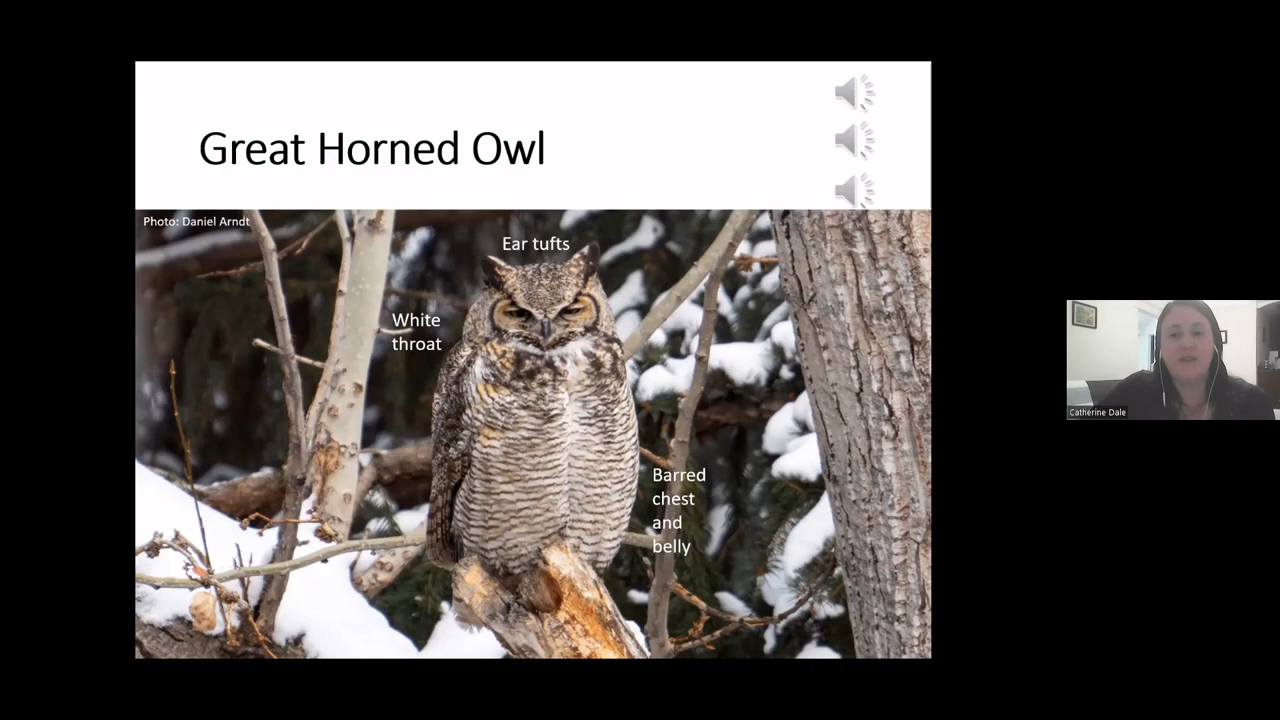 Great Horned Owl
Photo: Daniel Arndt
Ear tufts
White
throat
Barred
chest
and
belly
Catherine Dale